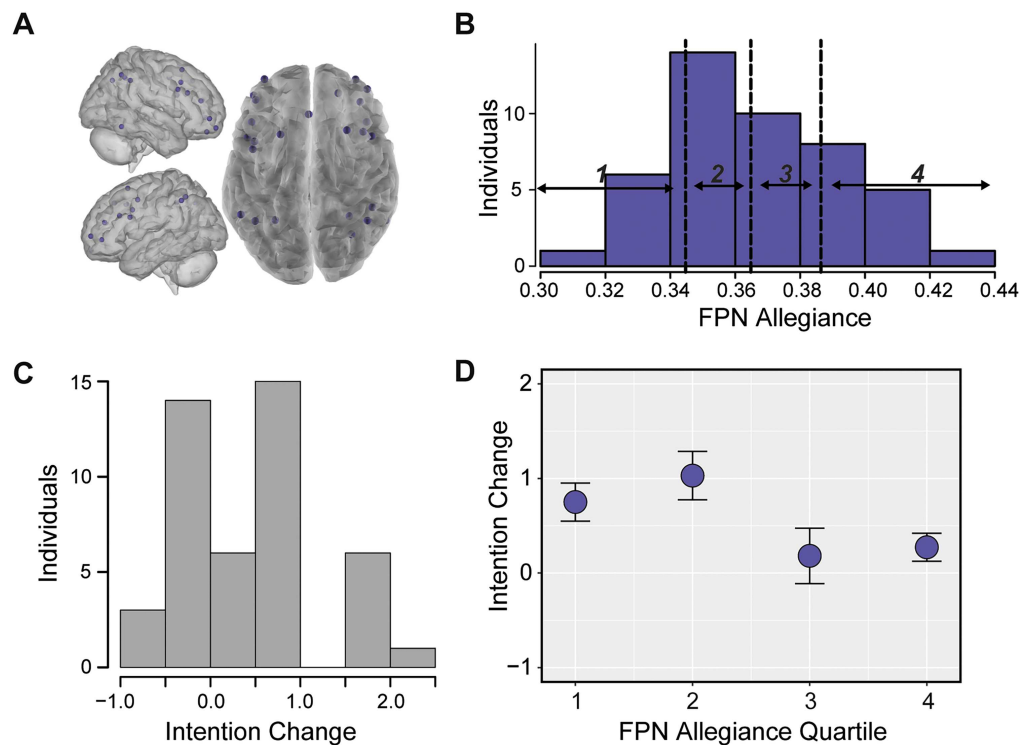 A
B
Individuals
10
5
0
1
2
3
4
0.30 0.32 0.34 0.36 0.38 0.40 0.42 0.44
FPN Allegiance
C
Individuals
15
10
5
0
−1.0 0.0 1.0 2.0
Intention Change
D
Intention Change
2
1
0
−1
1 2 3 4
FPN Allegiance Quartile